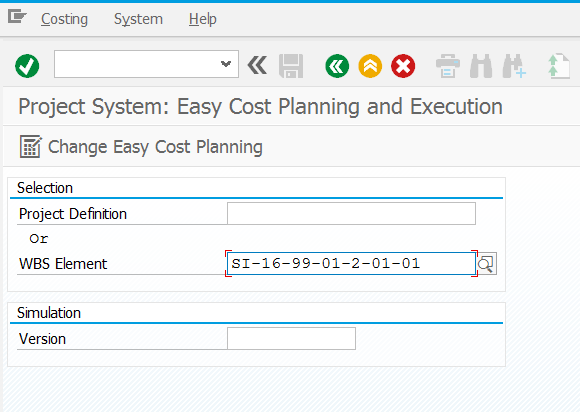 Costing System Help
Project System: Easy Cost Planning and Execution
Change Easy Cost Planning
Selection
Project Definition
Or
WBS Element SI-16-99-01-2-01-01
Simulation
Version